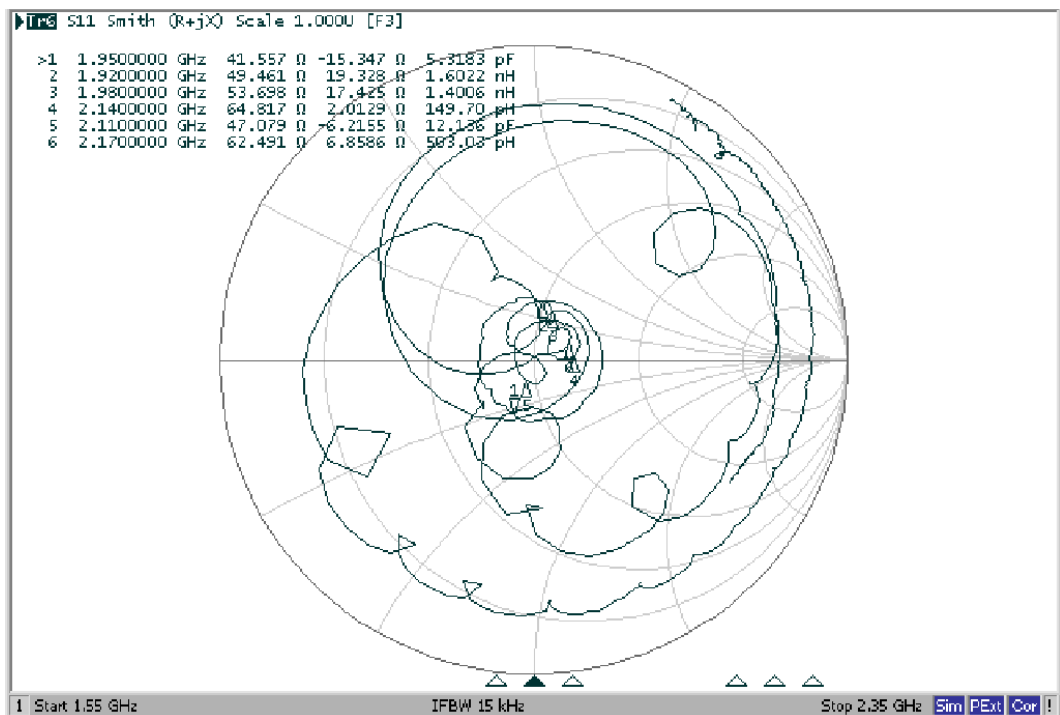 Tr6 S11 Smith (R+jX) Scale 1.000U [F3]
>1 1.9500000 GHz 41.557 Ω -15.347 Ω 5.3183 pF
2 1.9200000 GHz 49.461 Ω 19.328 Ω 1.6022 nH
3 1.9800000 GHz 53.698 Ω 17.425 Ω 1.4006 nH
4 2.1400000 GHz 64.817 Ω 2.0129 Ω 149.70 pH
5 2.1100000 GHz 47.079 Ω -6.2155 Ω 12.136 pF
6 2.1700000 GHz 62.491 Ω 6.8586 Ω 503.03 pH
4
1
1 Start 1.55 GHz IFBW 15 kHz Stop 2.35 GHz Sim PExt Cor !